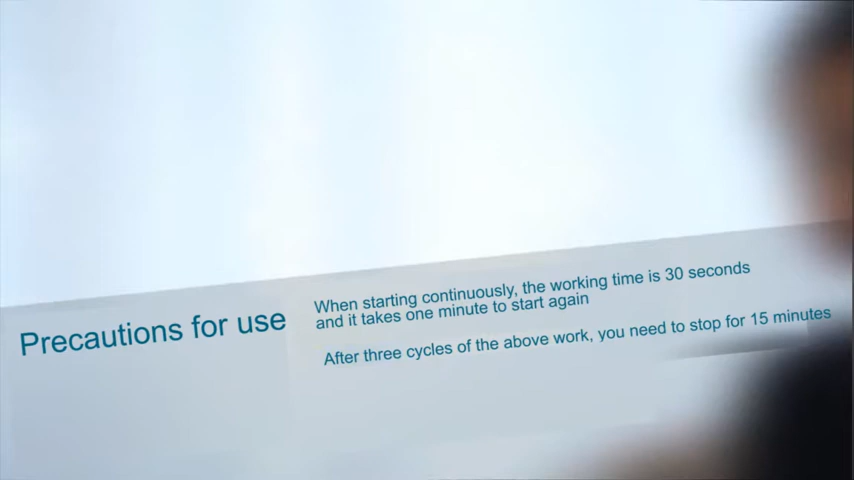 Precautions for use
When starting continuously, the working time is 30 seconds
and it takes one minute to start again
After three cycles of the above work, you need to stop for 15 minutes